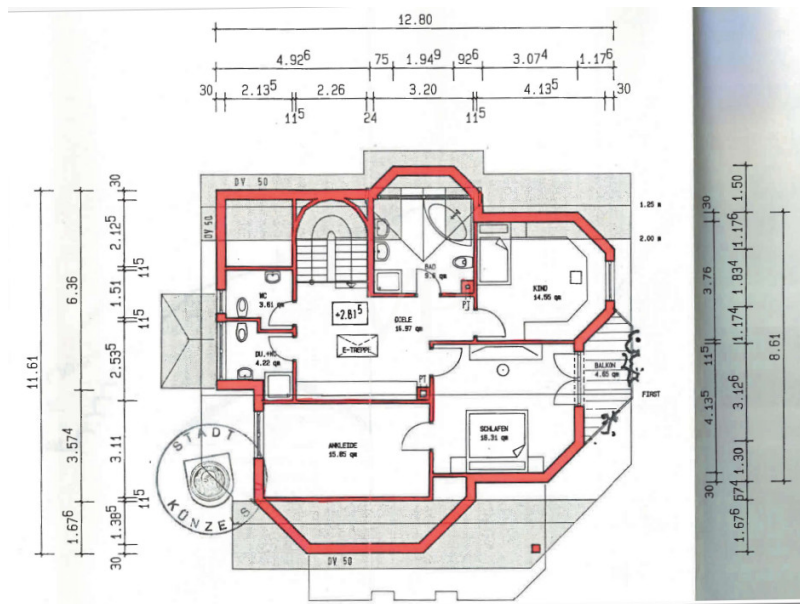 12.80
4.92⁶ 75 1.94⁹ 92⁶ 3.07⁴ 1.17⁶
30 2.13⁵ 2.26 3.20 4.13⁵ 30
11⁵ 24 11⁵
DV 50
DV 50
1.25 m
2.00 m
BAD
WC
3.61 qm
+2.81⁵
DIELE
16.97 qm
PT
KIND
14.55 qm
E-TREPPE
DU.+WC
4.22 qm
PT
BALKON
4.65 qm
FIRST
SCHLAFEN
18.31 qm
ANKLEIDE
15.85 qm
STADT
KÜNZELS
DV 50
11.61
6.36
3.57⁴
1.67⁶
30
2.12⁵
11⁵
1.51
11⁵
2.53⁵
3.11
11⁵
1.38⁵
30
30
3.76
11⁵
4.13⁵
30
1.50
1.17⁶
1.83⁴
1.17⁴
3.12⁶
1.30
57⁴
1.67⁶
8.61